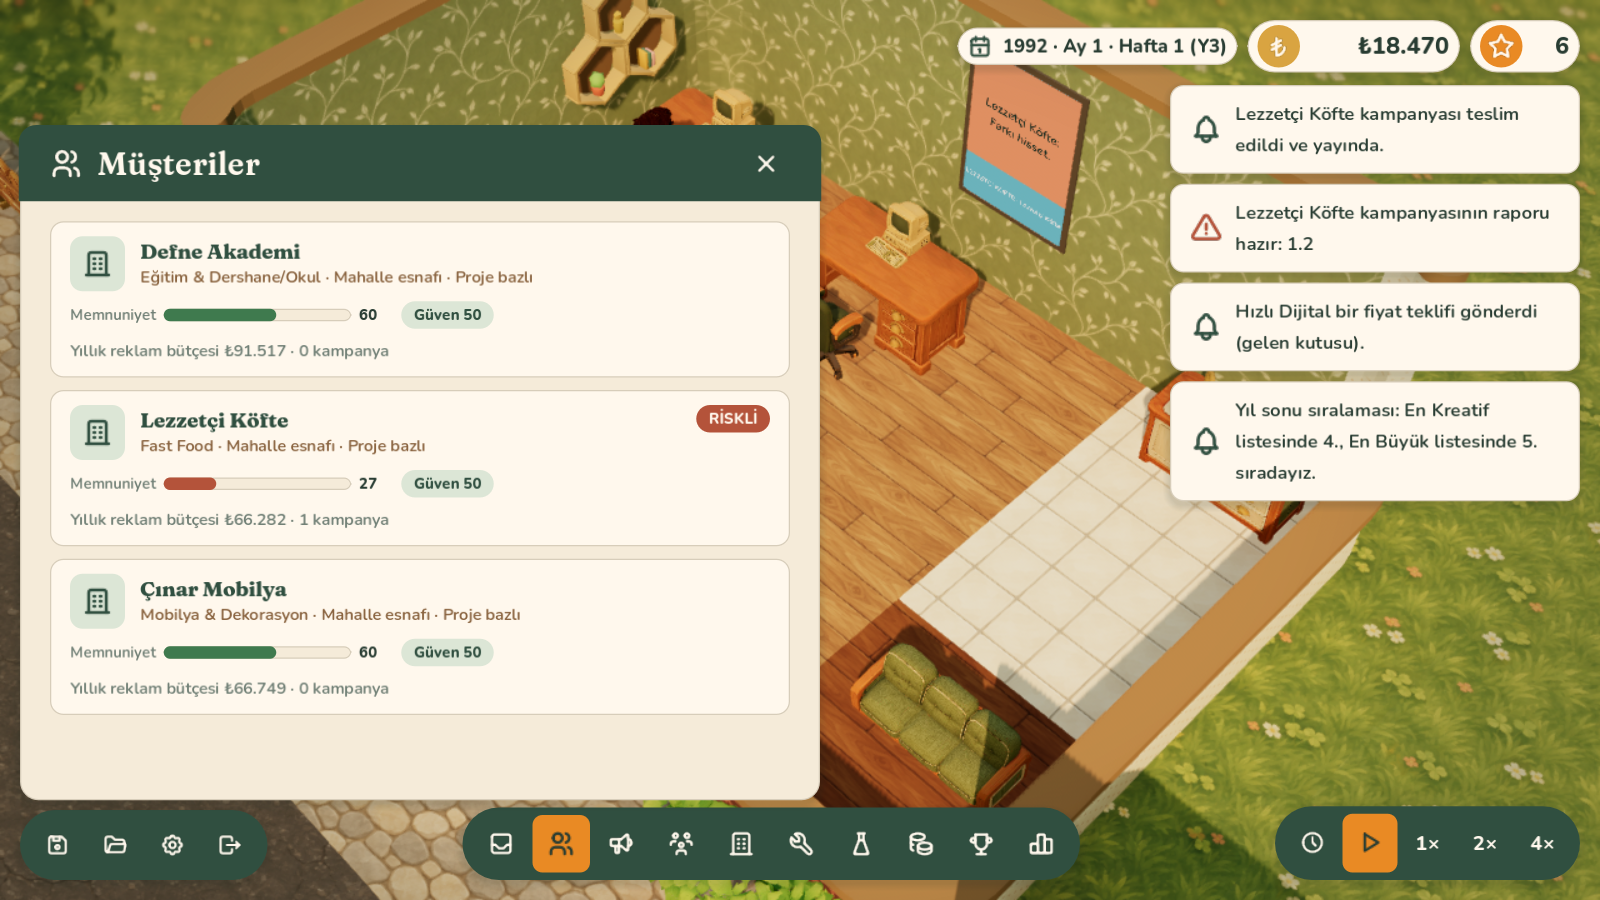 1992 · Ay 1 · Hafta 1 (Y3)
₺18.470
6
Lezzetçi Köfte kampanyası teslim
edildi ve yayında.
Lezzetçi Köfte kampanyasının raporu
hazır: 1.2
Hızlı Dijital bir fiyat teklifi gönderdi
(gelen kutusu).
Yıl sonu sıralaması: En Kreatif
listesinde 4., En Büyük listesinde 5.
sıradayız.
Lezzetçi Köfte:
Farkı hisset.
Müşteriler
Defne Akademi
Eğitim & Dershane/Okul · Mahalle esnafı · Proje bazlı
Memnuniyet 60 Güven 50
Yıllık reklam bütçesi ₺91.517 · 0 kampanya
Lezzetçi Köfte
RİSKLİ
Fast Food · Mahalle esnafı · Proje bazlı
Memnuniyet 27 Güven 50
Yıllık reklam bütçesi ₺66.282 · 1 kampanya
Çınar Mobilya
Mobilya & Dekorasyon · Mahalle esnafı · Proje bazlı
Memnuniyet 60 Güven 50
Yıllık reklam bütçesi ₺66.749 · 0 kampanya
1× 2× 4×